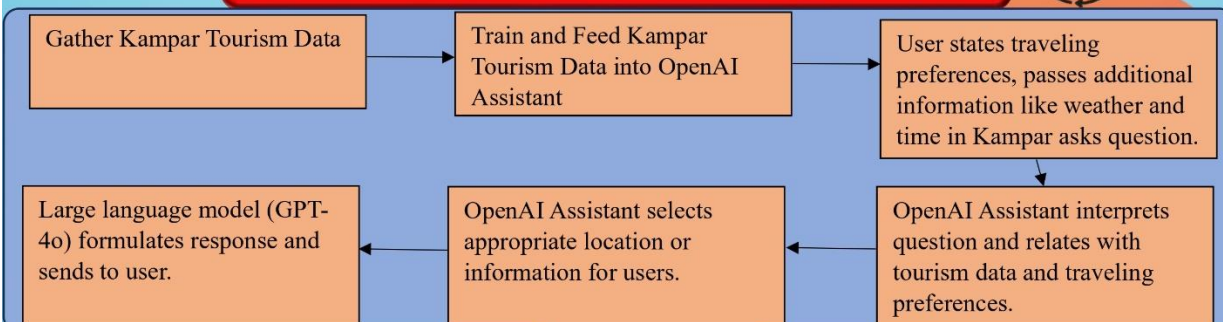 Gather Kampar Tourism Data
Train and Feed Kampar
Tourism Data into OpenAI
Assistant
User states traveling
preferences, passes additional
information like weather and
time in Kampar asks question.
OpenAI Assistant interprets
question and relates with
tourism data and traveling
preferences.
OpenAI Assistant selects
appropriate location or
information for users.
Large language model (GPT-
4o) formulates response and
sends to user.